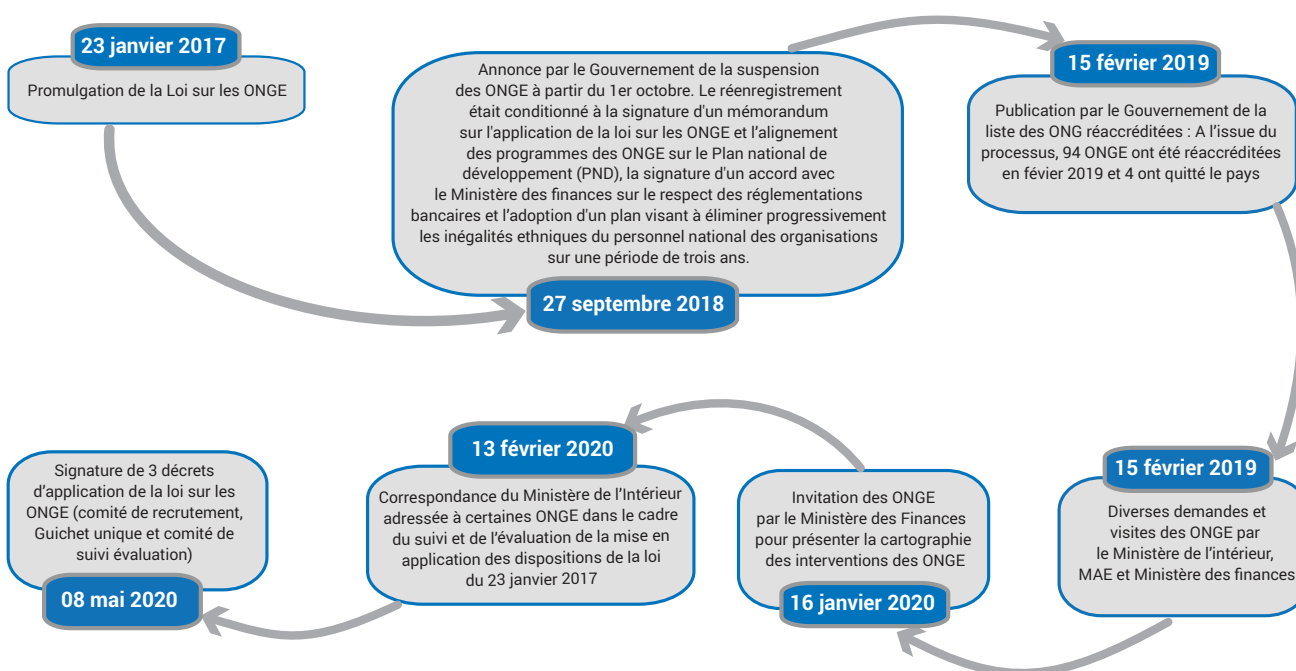 23 janvier 2017
Promulgation de la Loi sur les ONGE
Annonce par le Gouvernement de la suspension
des ONGE à partir du 1er octobre. Le réenregistrement
était conditionné à la signature d'un mémorandum
sur l'application de la loi sur les ONGE et l’alignement
des programmes des ONGE sur le Plan national de
développement (PND), la signature d'un accord avec
le Ministère des finances sur le respect des réglementations
bancaires et l’adoption d'un plan visant à éliminer progressivement
les inégalités ethniques du personnel national des organisations
sur une période de trois ans.
27 septembre 2018
15 février 2019
Publication par le Gouvernement de la
liste des ONG réaccréditées : A l’issue du
processus, 94 ONGE ont été réaccréditées
en févier 2019 et 4 ont quitté le pays
15 février 2019
Diverses demandes et
visites des ONGE par
le Ministère de l’intérieur,
MAE et Ministère des finances
Invitation des ONGE
par le Ministère des Finances
pour présenter la cartographie
des interventions des ONGE
16 janvier 2020
13 février 2020
Correspondance du Ministère de l’Intérieur
adressée à certaines ONGE dans le cadre
du suivi et de l’évaluation de la mise en
application des dispositions de la loi
du 23 janvier 2017
Signature de 3 décrets
d’application de la loi sur les
ONGE (comité de recrutement,
Guichet unique et comité de
suivi évaluation)
08 mai 2020